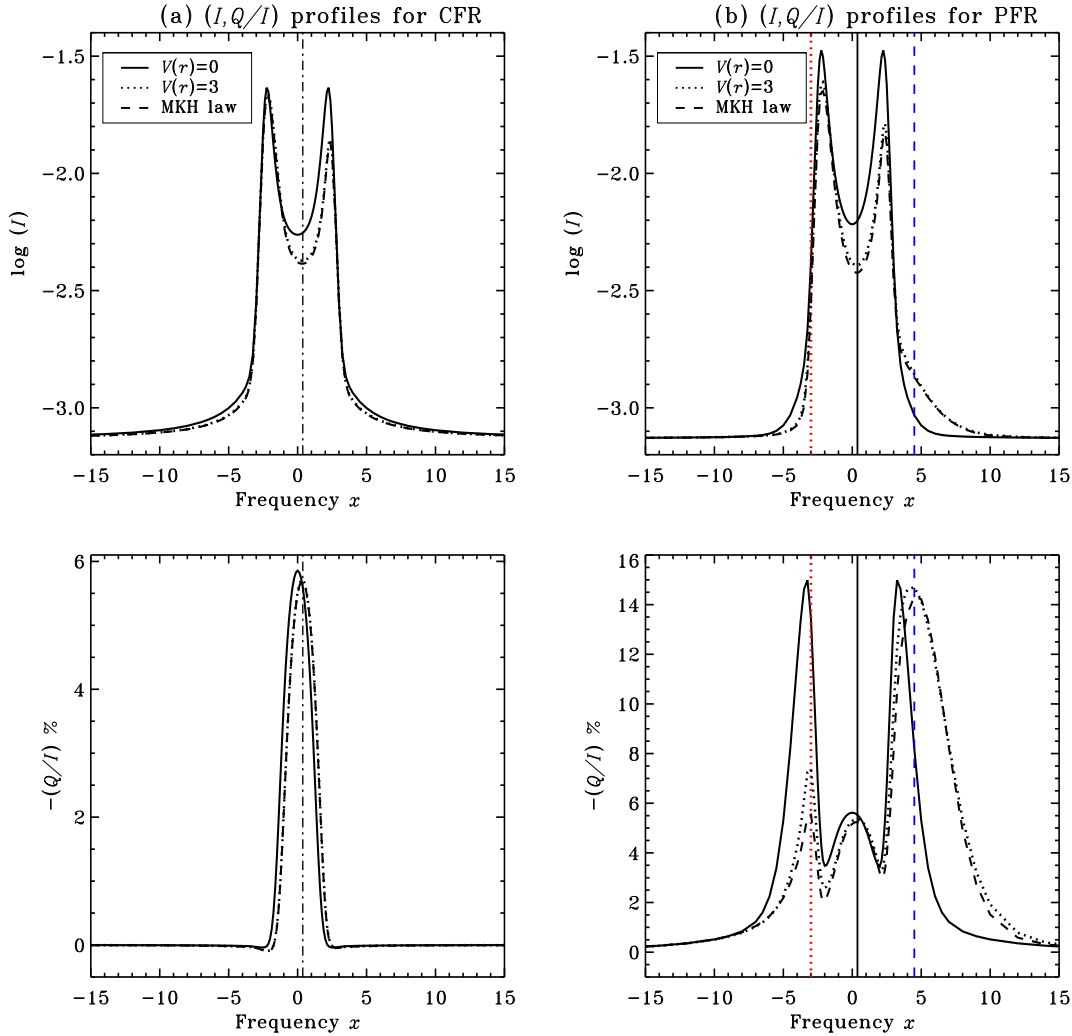 (a) (I,Q/I) profiles for CFR
(b) (I,Q/I) profiles for PFR
V(r)=0
V(r)=3
MKH law
log (I)
-1.5
-2.0
-2.5
-3.0
-15 -10 -5 0 5 10 15
Frequency x
V(r)=0
V(r)=3
MKH law
log (I)
-1.5
-2.0
-2.5
-3.0
-15 -10 -5 0 5 10 15
Frequency x
-(Q/I) %
6
4
2
0
-15 -10 -5 0 5 10 15
Frequency x
-(Q/I) %
16
14
12
10
8
6
4
2
0
-15 -10 -5 0 5 10 15
Frequency x